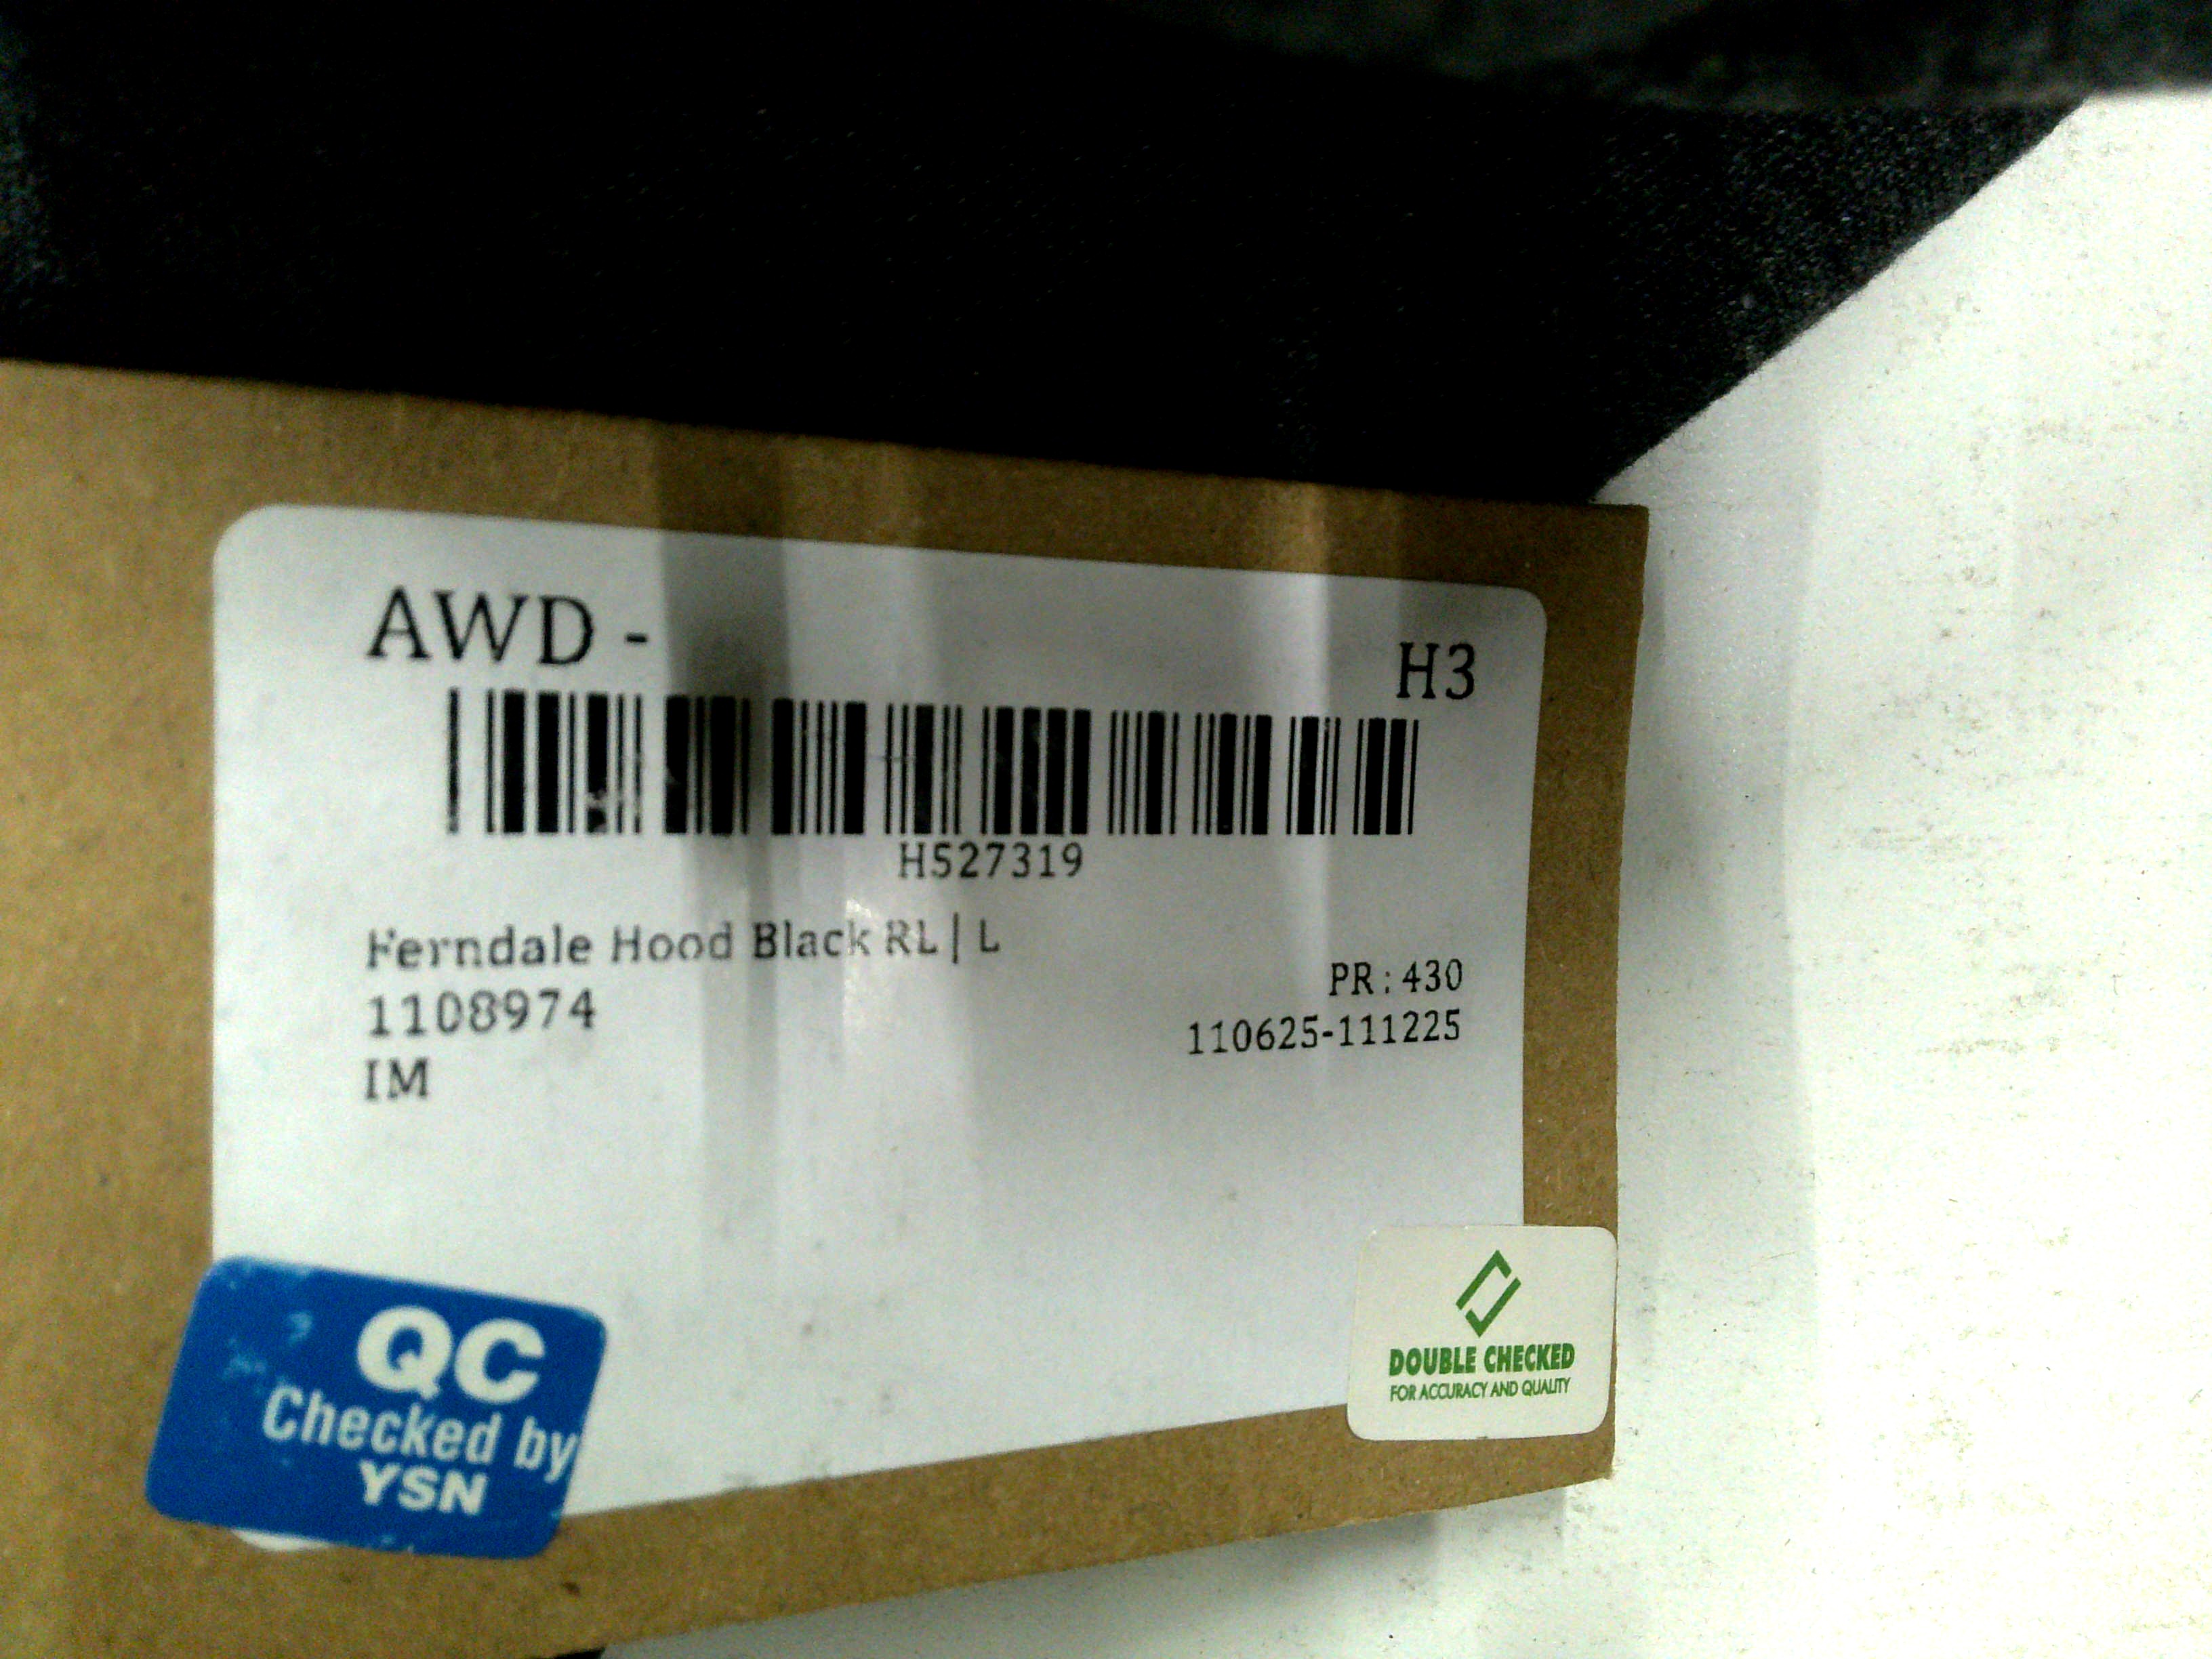 AWD -
H3
H527319
Ferndale Hood Black RL | L
1108974
IM
PR : 430
110625-111225
QC
Checked by
YSN
DOUBLE CHECKED
FOR ACCURACY AND QUALITY